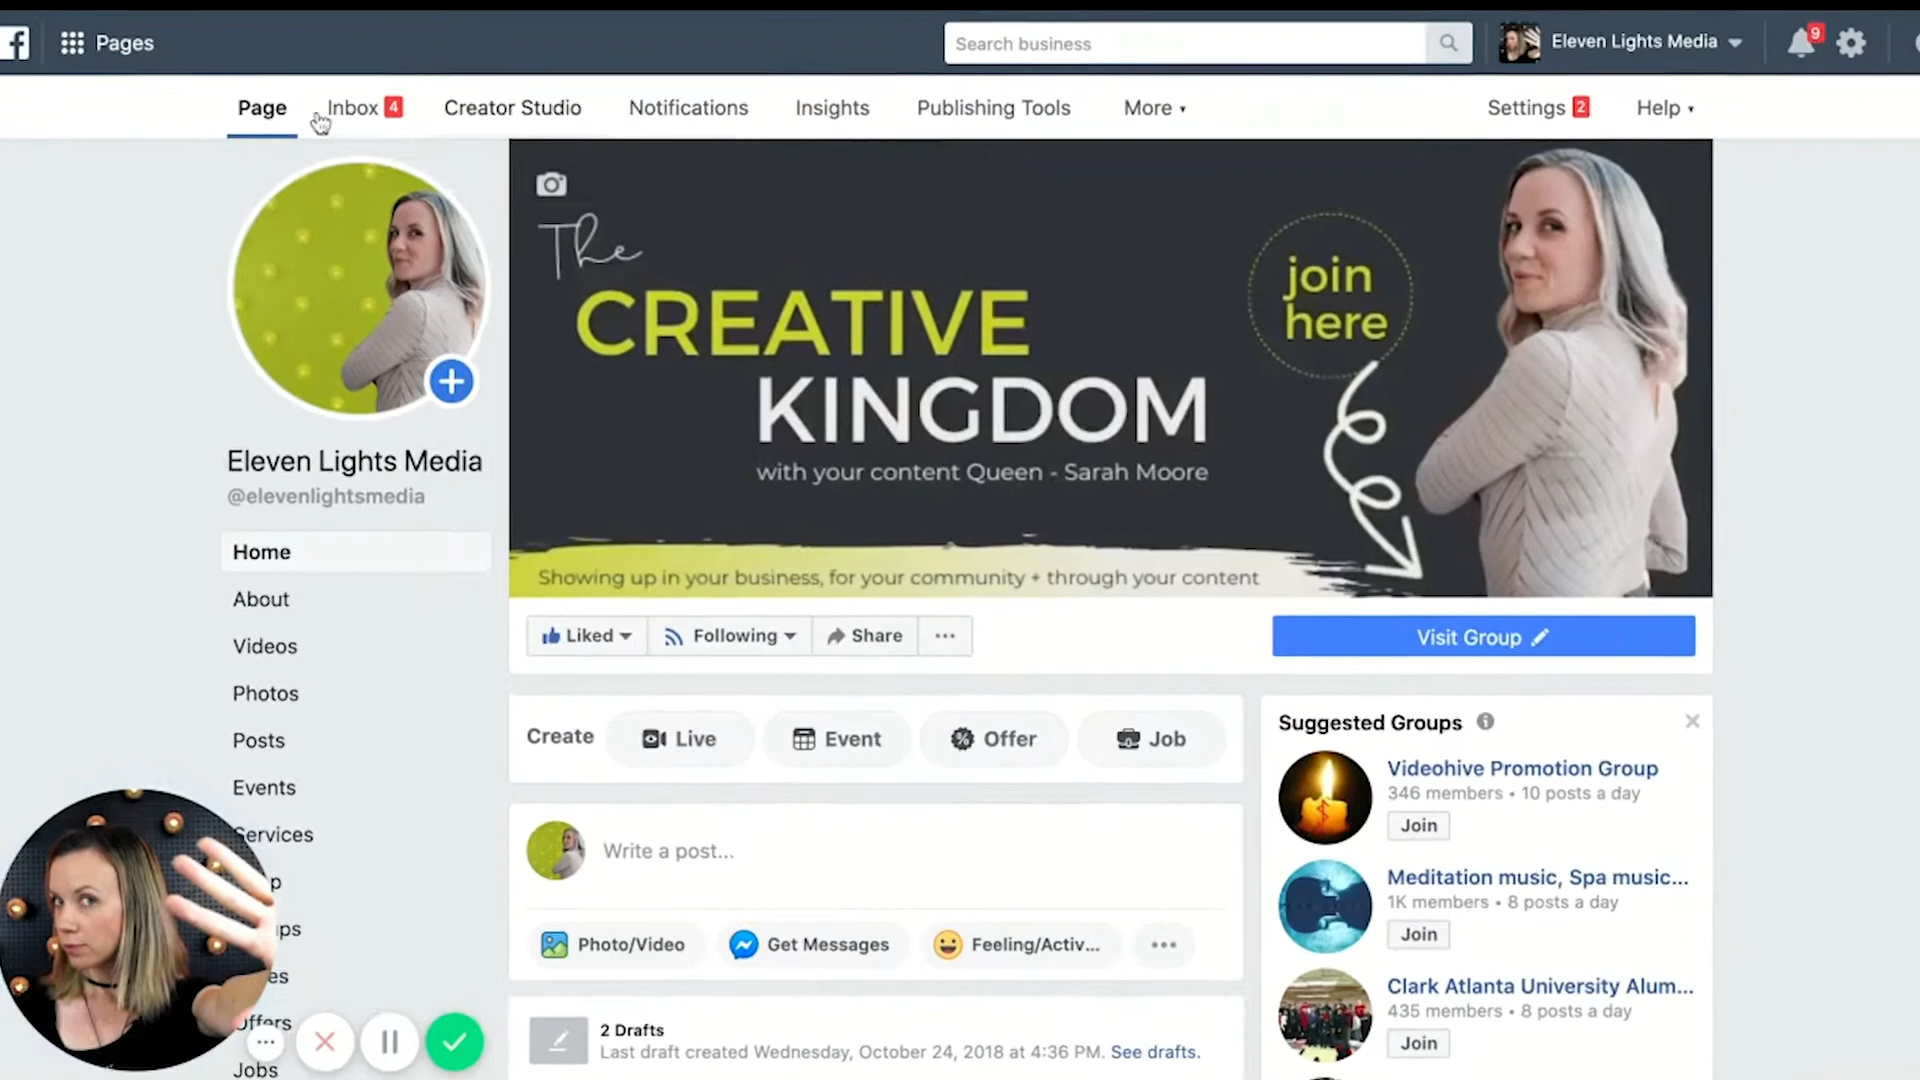 Pages
Search business
Eleven Lights Media
9
Page
Inbox 4
Creator Studio
Notifications
Insights
Publishing Tools
More
Settings 2
Help
The
CREATIVE
KINGDOM
with your content Queen - Sarah Moore
join
here
Showing up in your business, for your community + through your content
Eleven Lights Media
@elevenlightsmedia
Home
About
Videos
Photos
Posts
Events
Services
Offers
Jobs
Liked
Following
Share
Visit Group
Create
Live
Event
Offer
Job
Write a post...
Photo/Video
Get Messages
Feeling/Activ...
2 Drafts
Last draft created Wednesday, October 24, 2018 at 4:36 PM. See drafts.
Suggested Groups
Videohive Promotion Group
346 members • 10 posts a day
Join
Meditation music, Spa music...
1K members • 8 posts a day
Join
Clark Atlanta University Alum...
435 members • 8 posts a day
Join